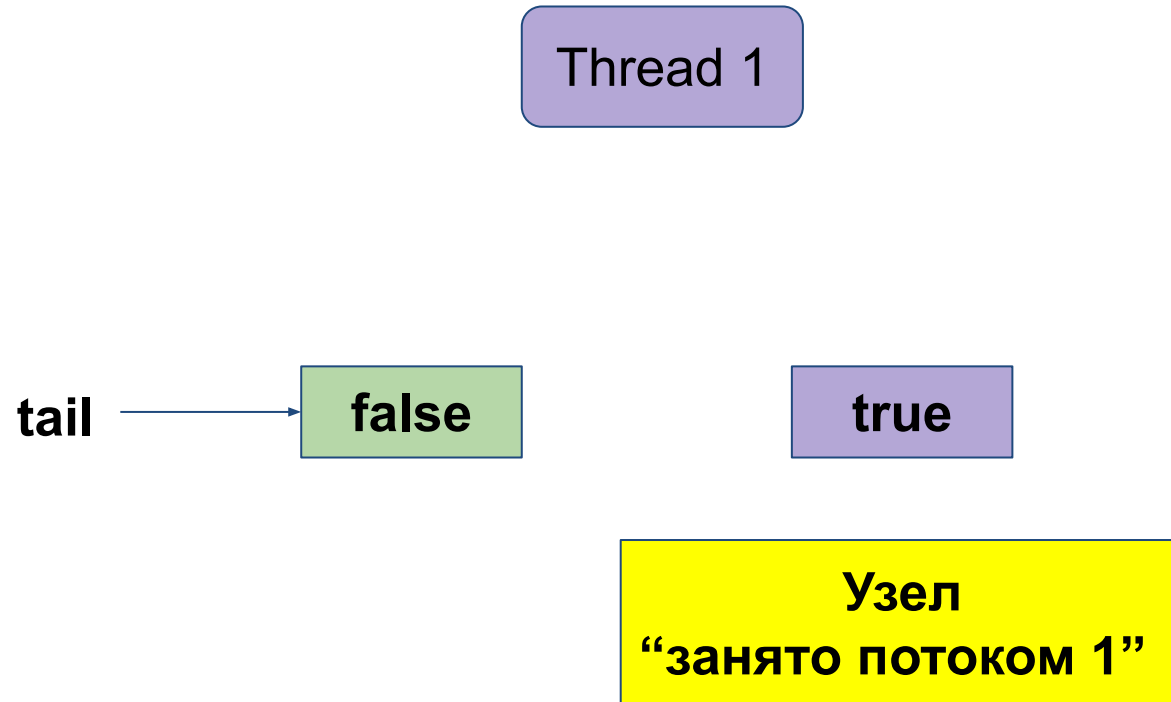 Thread 1
tail
false
true
Узел
“занято потоком 1”